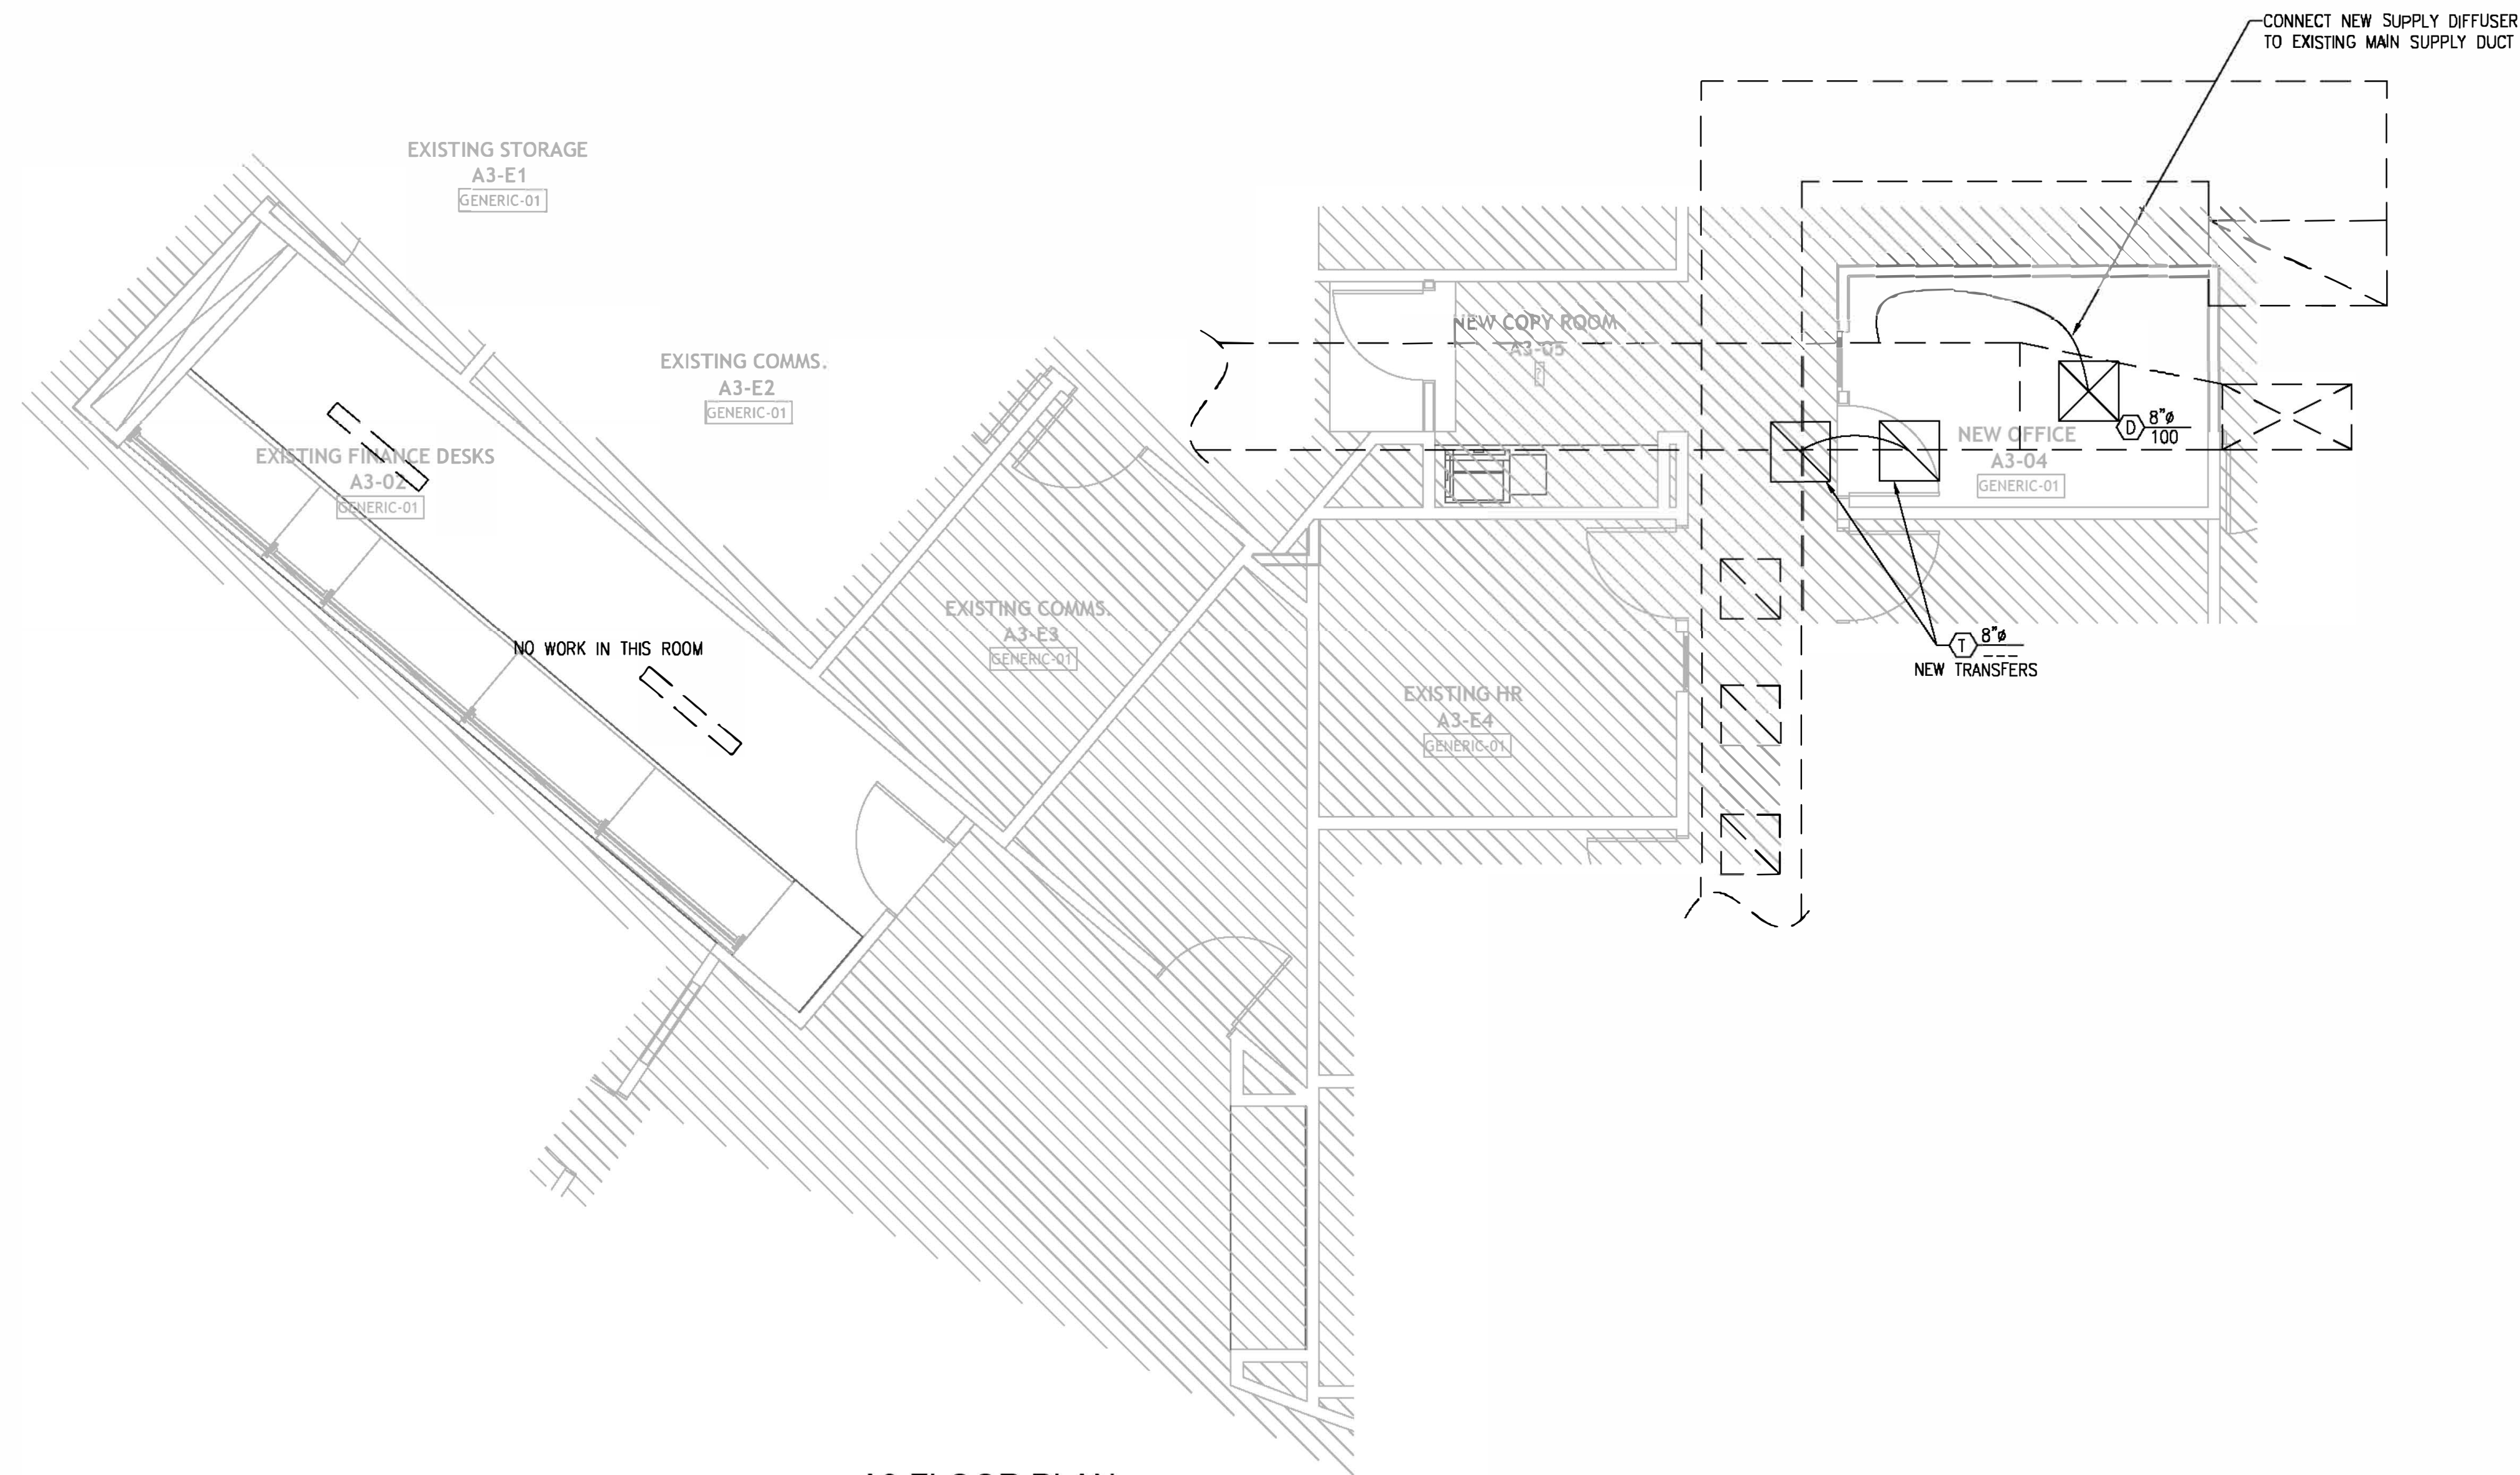 CONNECT NEW SUPPLY DIFFUSER
TO EXISTING MAIN SUPPLY DUCT
EXISTING STORAGE
A3-E1
GENERIC-01
EXISTING COMMS.
A3-E2
GENERIC-01
NEW COPY ROOM
A3-05
?
EXISTING FINANCE DESKS
A3-02
GENERIC-01
D 8"ø
100
NEW OFFICE
A3-04
GENERIC-01
EXISTING COMMS.
A3-E3
GENERIC-01
NO WORK IN THIS ROOM
T 8"ø
---
NEW TRANSFERS
EXISTING HR
A3-E4
GENERIC-01
FLOOR PLAN